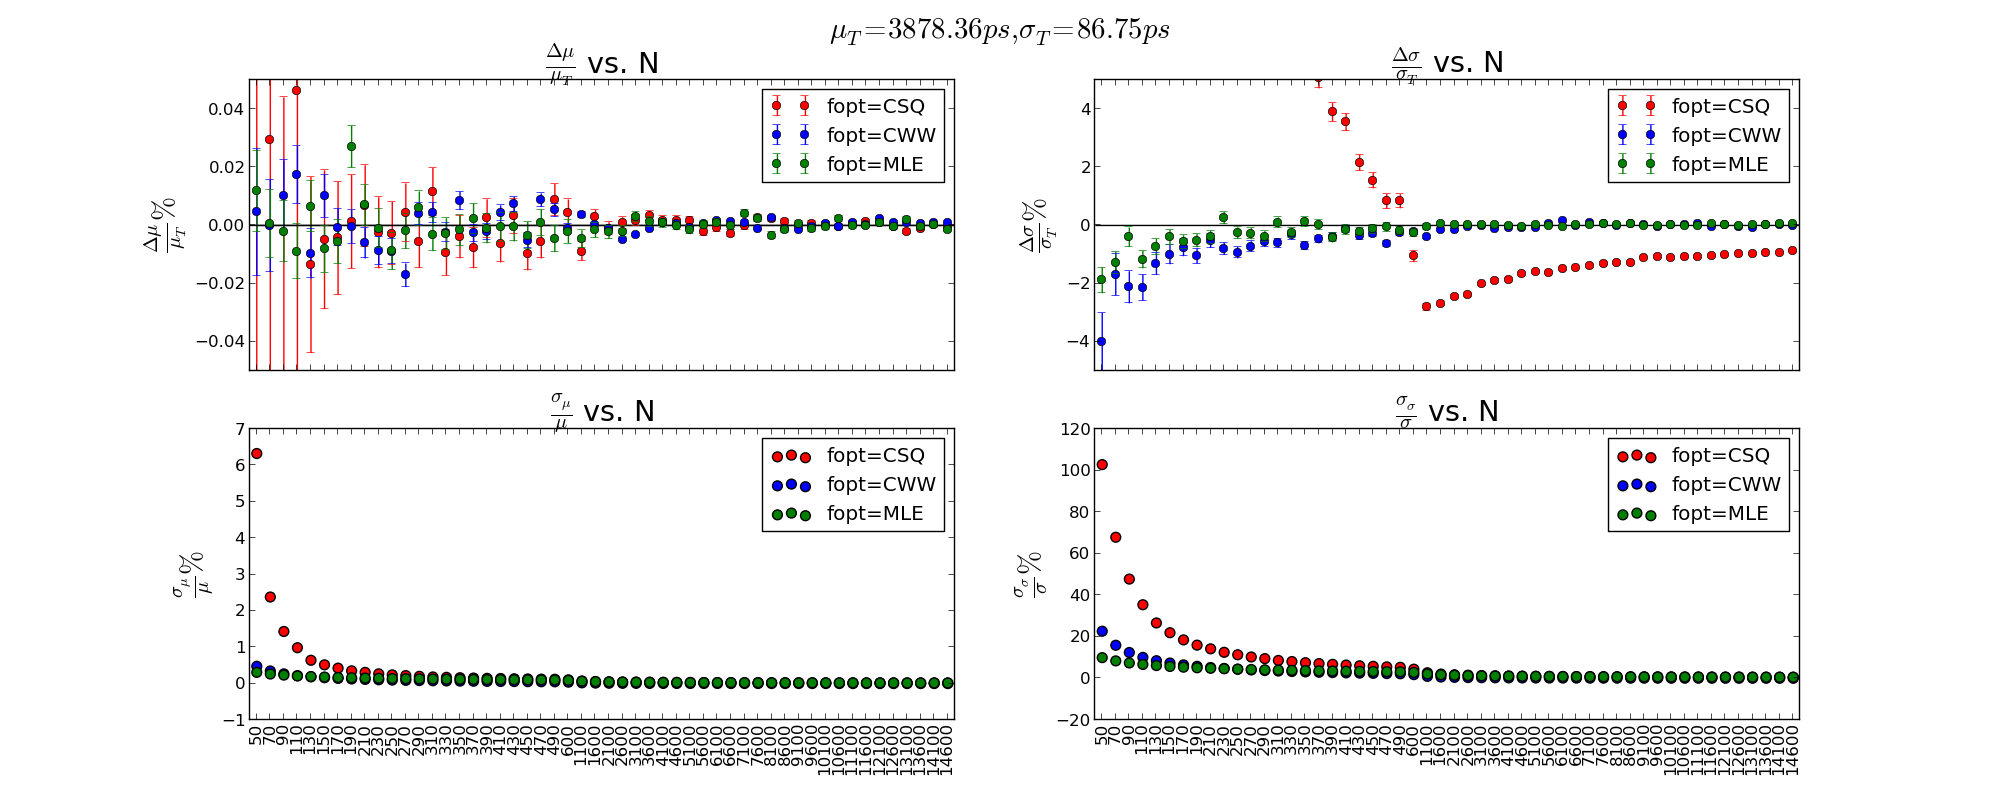 μ_T=3878.36ps,σ_T=86.75ps
Δμ/μ_T vs. N
Δσ/σ_T vs. N
0.04
0.02
0.00
−0.02
−0.04
Δμ/μ_T %
fopt=CSQ
fopt=CWW
fopt=MLE
4
2
0
−2
−4
Δσ/σ_T %
fopt=CSQ
fopt=CWW
fopt=MLE
σ_μ/μ vs. N
σ_σ/σ vs. N
7
6
5
4
3
2
1
0
−1
σ_μ/μ %
fopt=CSQ
fopt=CWW
fopt=MLE
50 70 90 110 130 150 170 190 210 230 250 270 290 310 330 350 370 390 410 430 450 470 490 600 1100 1600 2100 2600 3100 3600 4100 4600 5100 5600 6100 6600 7100 7600 8100 8600 9100 9600 10100 10600 11100 11600 12100 12600 13100 13600 14100 14600
120
100
80
60
40
20
0
−20
σ_σ/σ %
fopt=CSQ
fopt=CWW
fopt=MLE
50 70 90 110 130 150 170 190 210 230 250 270 290 310 330 350 370 390 410 430 450 470 490 600 1100 1600 2100 2600 3100 3600 4100 4600 5100 5600 6100 6600 7100 7600 8100 8600 9100 9600 10100 10600 11100 11600 12100 12600 13100 13600 14100 14600